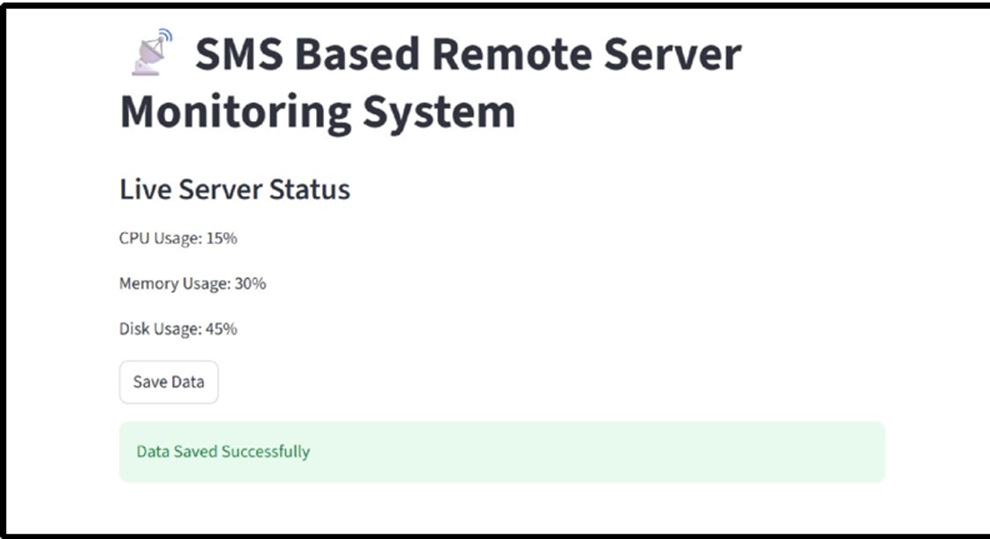 SMS Based Remote Server
Monitoring System
Live Server Status
CPU Usage: 15%
Memory Usage: 30%
Disk Usage: 45%
Save Data
Data Saved Successfully